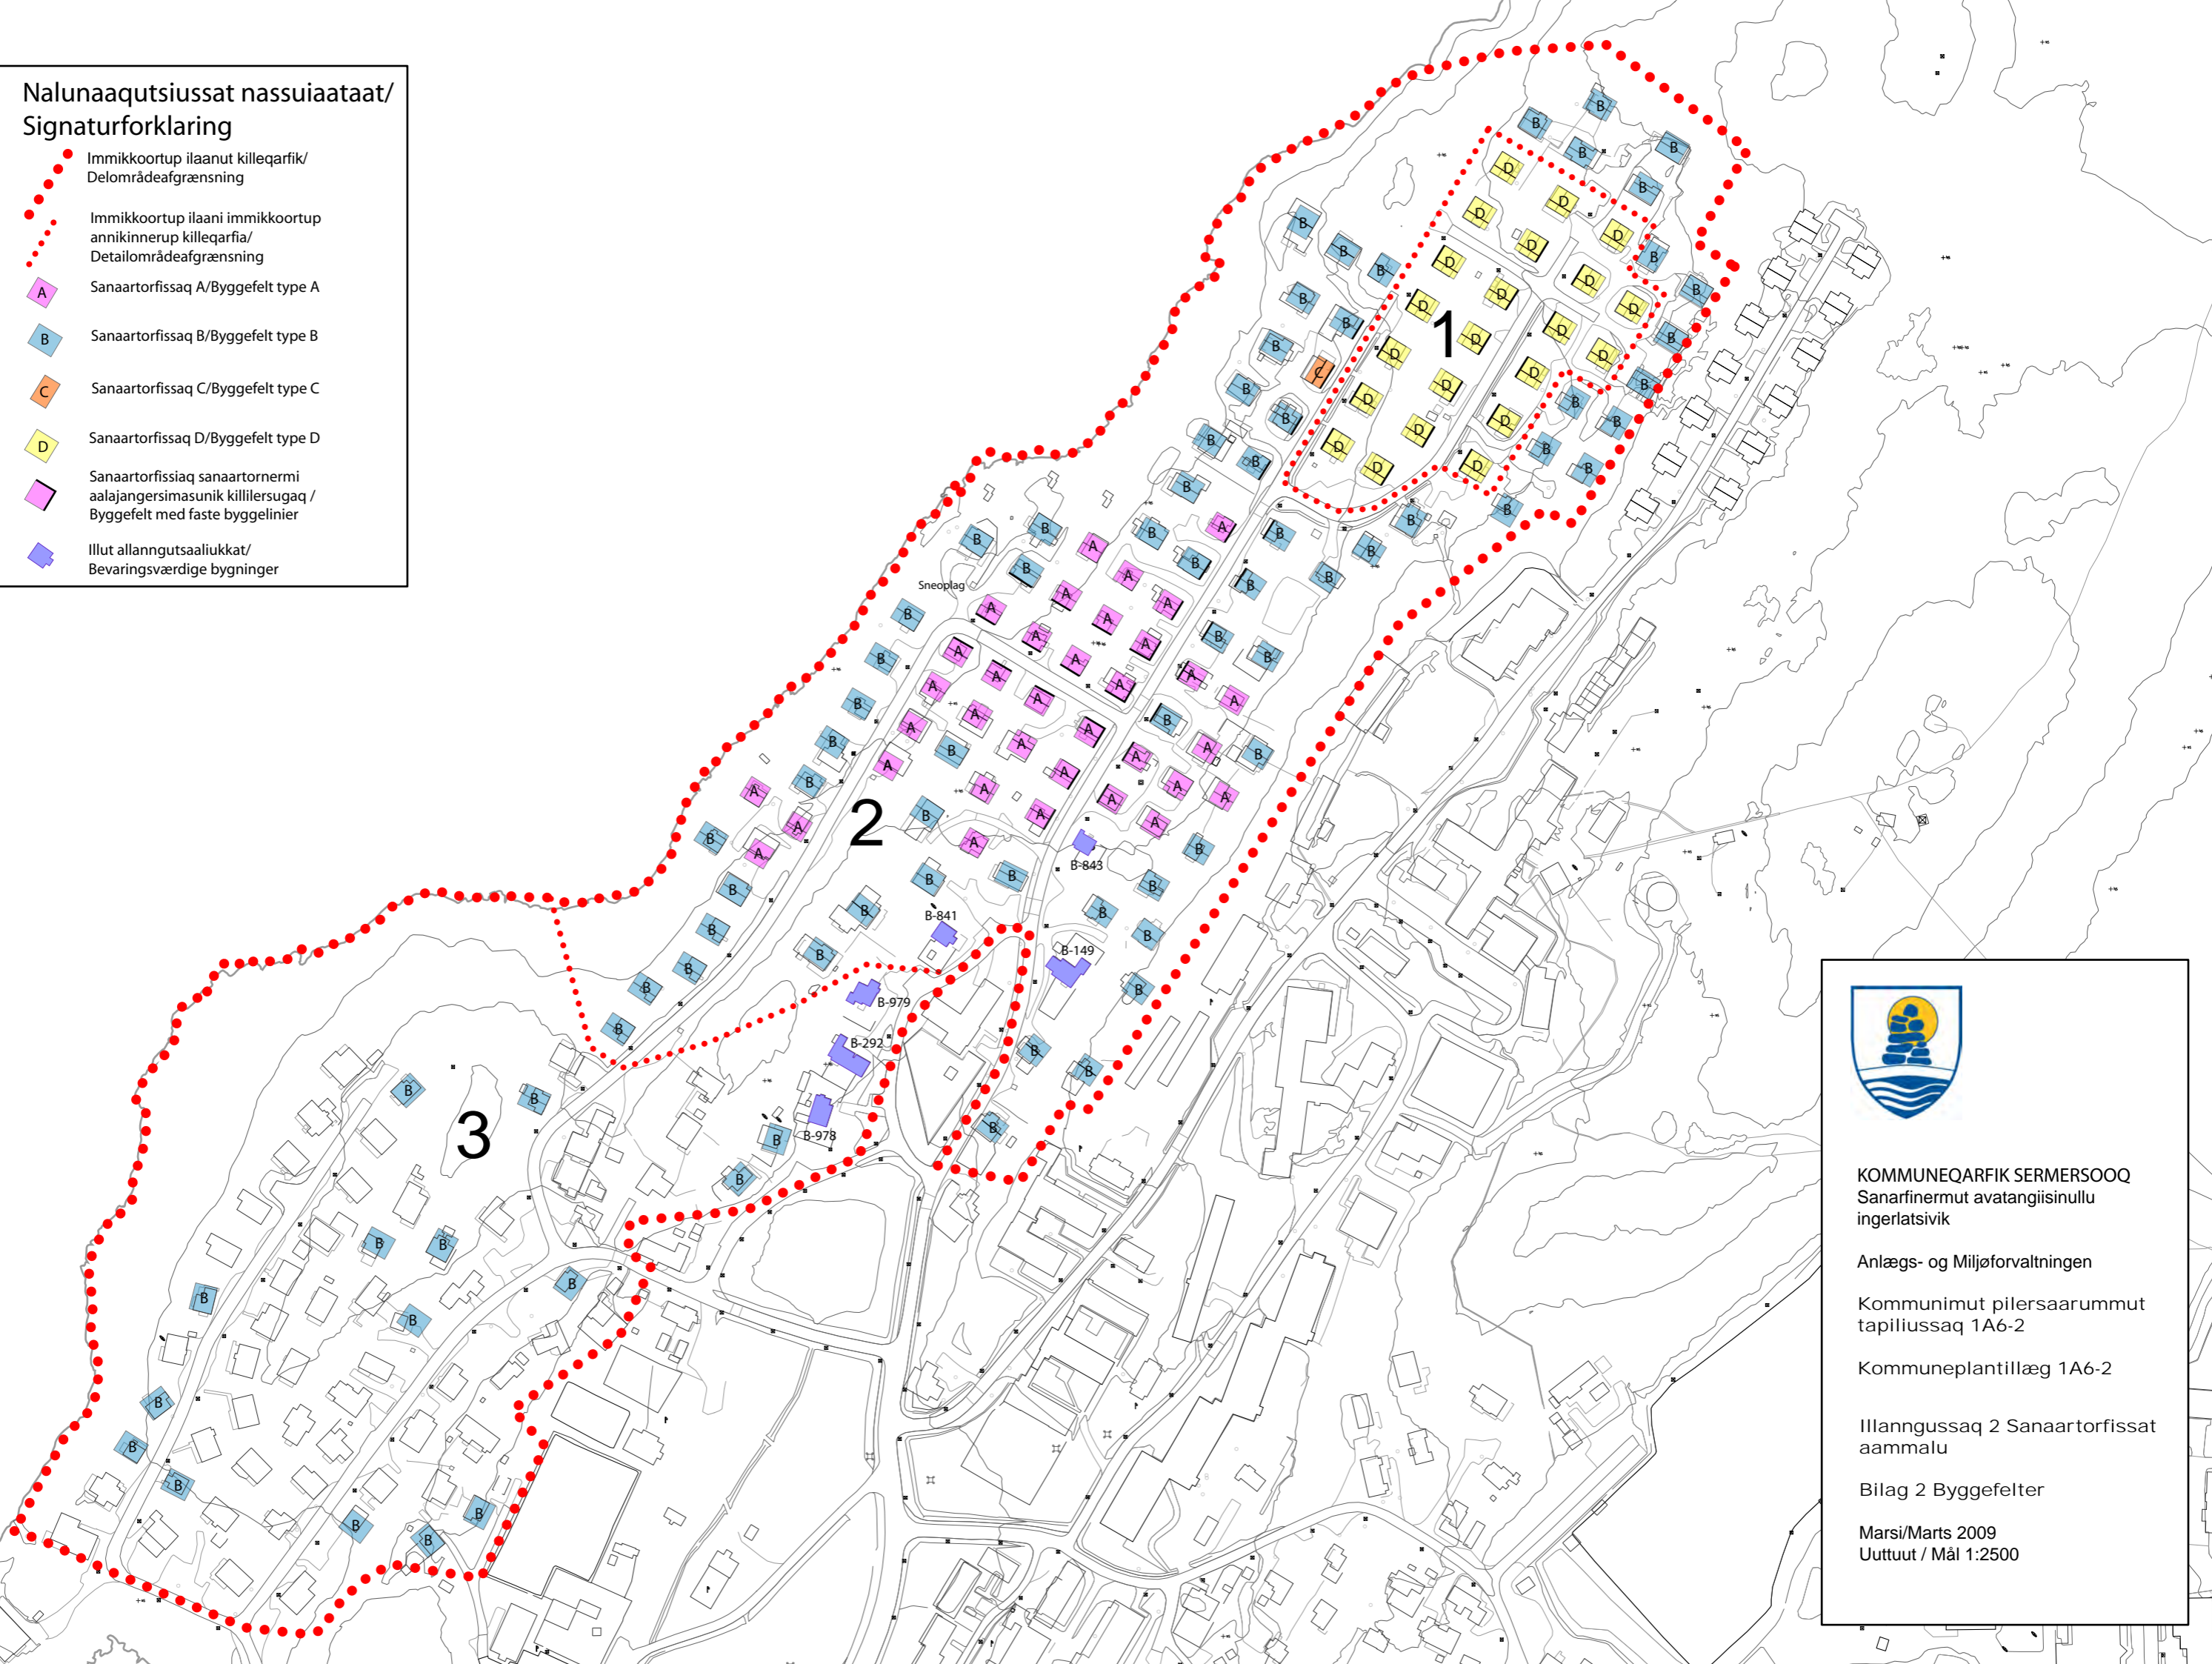 Nalunaaqutsiussat nassuiaataat/
Signaturforklaring
Immikkoortup ilaanut killeqarfik/
Delområdeafgrænsning
Immikkoortup ilaani immikkoortup
annikinnerup killeqarfia/
Detailområdeafgrænsning
A Sanaartorfissaq A/Byggefelt type A
B Sanaartorfissaq B/Byggefelt type B
C Sanaartorfissaq C/Byggefelt type C
D Sanaartorfissaq D/Byggefelt type D
Sanaartorfissiaq sanaartornermi
aalajangersimasunik killilersugaq /
Byggefelt med faste byggelinier
Illut allanngutsaaliukkat/
Bevaringsværdige bygninger
1
Sneoplag
2
B-843
B-841
B-149
B-979
B-292
B-978
3
KOMMUNEQARFIK SERMERSOOQ
Sanarfinermut avatangiisinullu
ingerlatsivik
Anlægs- og Miljøforvaltningen
Kommunimut pilersaarummut
tapiliussaq 1A6-2
Kommuneplantillæg 1A6-2
Illanngussaq 2 Sanaartorfissat
aammalu
Bilag 2 Byggefelter
Marsi/Marts 2009
Uuttuut / Mål 1:2500